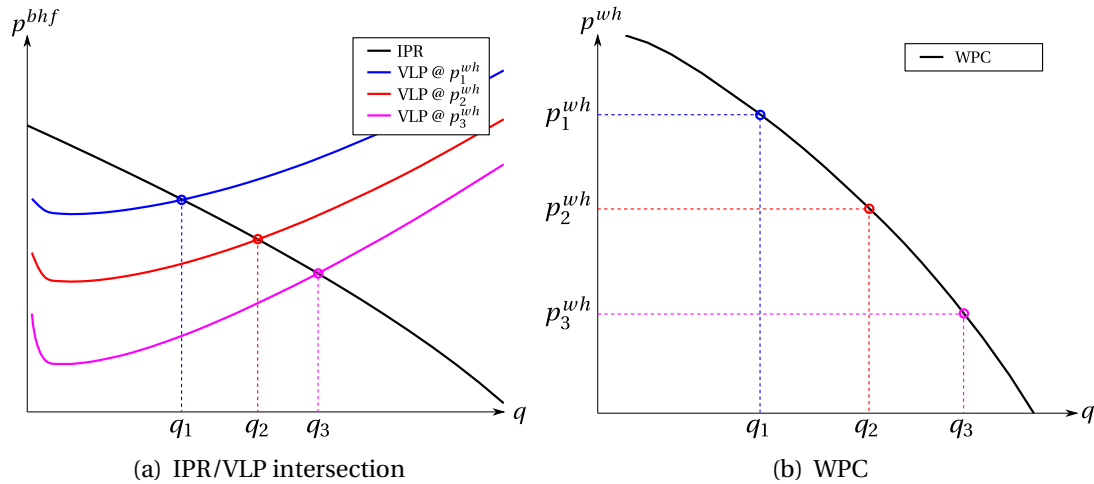 p^{bhf}
IPR
VLP @ p_1^{wh}
VLP @ p_2^{wh}
VLP @ p_3^{wh}
q_1 q_2 q_3 q
(a) IPR/VLP intersection
p^{wh}
WPC
p_1^{wh}
p_2^{wh}
p_3^{wh}
q_1 q_2 q_3 q
(b) WPC